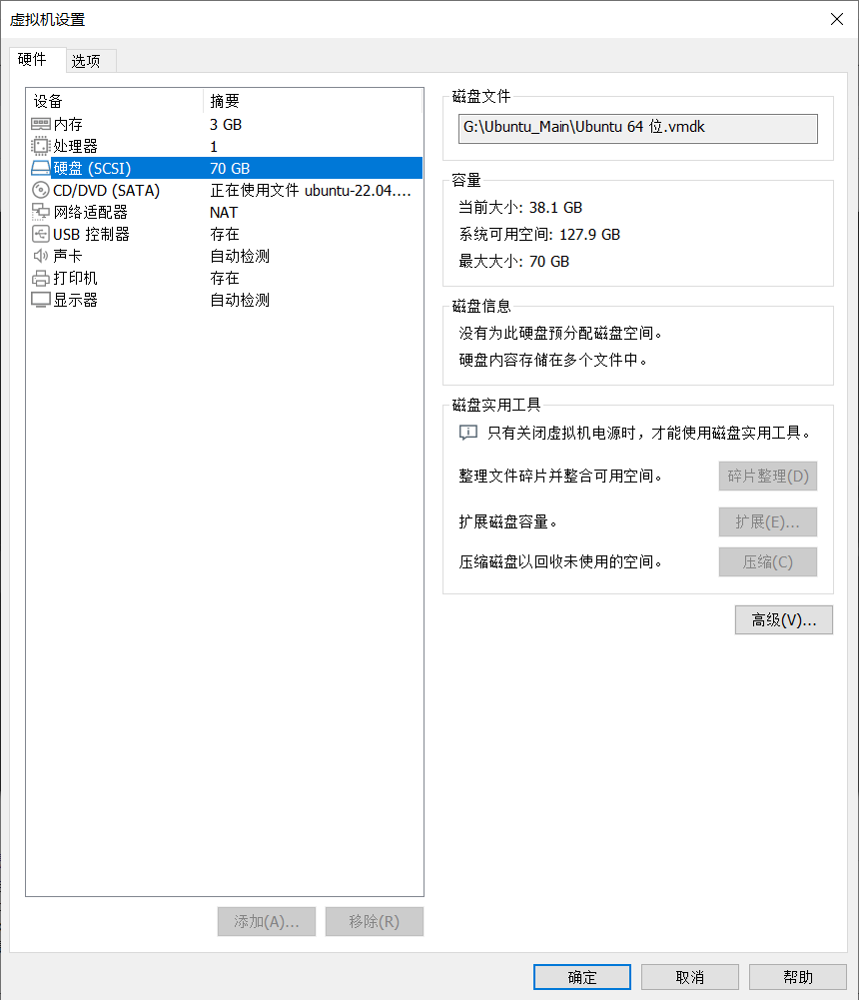 虚拟机设置
硬件 选项
设备 摘要
内存 3 GB
处理器 1
硬盘 (SCSI) 70 GB
CD/DVD (SATA) 正在使用文件 ubuntu-22.04....
网络适配器 NAT
USB 控制器 存在
声卡 自动检测
打印机 存在
显示器 自动检测
添加(A)... 移除(R)
磁盘文件
G:\Ubuntu_Main\Ubuntu 64 位.vmdk
容量
当前大小: 38.1 GB
系统可用空间: 127.9 GB
最大大小: 70 GB
磁盘信息
没有为此硬盘预分配磁盘空间。
硬盘内容存储在多个文件中。
磁盘实用工具
只有关闭虚拟机电源时，才能使用磁盘实用工具。
整理文件碎片并整合可用空间。 碎片整理(D)
扩展磁盘容量。 扩展(E)...
压缩磁盘以回收未使用的空间。 压缩(C)
高级(V)...
确定 取消 帮助